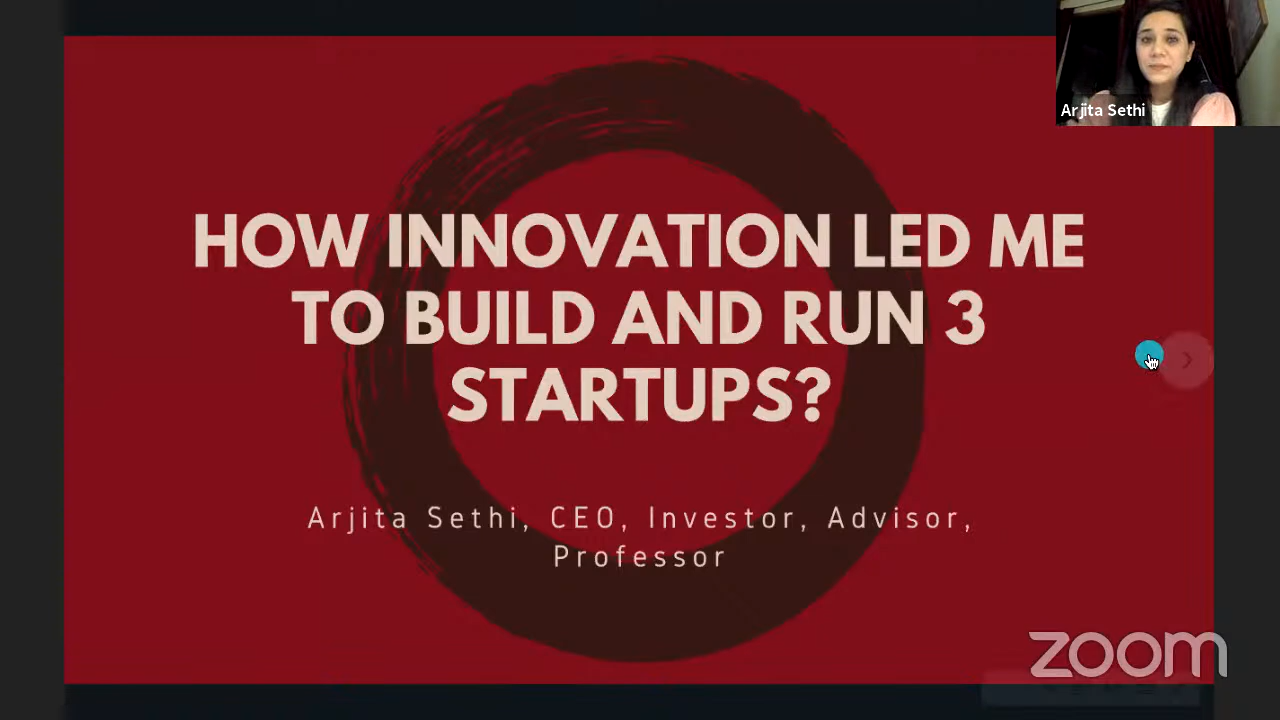 Arjita Sethi
HOW INNOVATION LED ME
TO BUILD AND RUN 3
STARTUPS?
Arjita Sethi, CEO, Investor, Advisor,
Professor
zoom